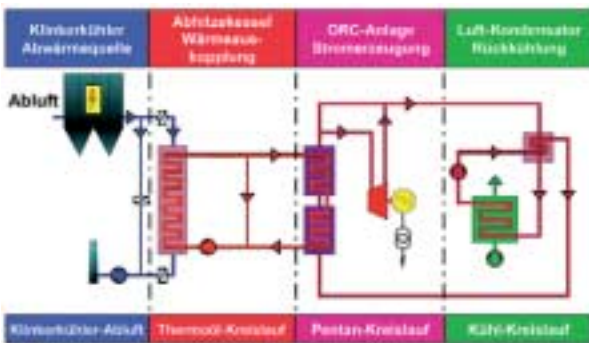 Klinkerkühler
Abwärmequelle
Abhitzekessel
Wärmeaus-
kopplung
ORC-Anlage
Stromerzeugung
Luft-Kondensator
Rückkühlung
Abluft
Klinkerkühler-Abluft
Thermoöl-Kreislauf
Pentan-Kreislauf
Kühl-Kreislauf